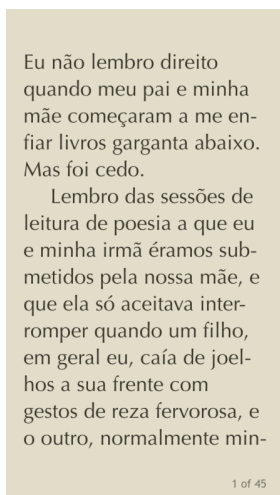 Eu não lembro direito
quando meu pai e minha
mãe começaram a me en-
fiar livros garganta abaixo.
Mas foi cedo.
Lembro das sessões de
leitura de poesia a que eu
e minha irmã éramos sub-
metidos pela nossa mãe, e
que ela só aceitava inter-
romper quando um filho,
em geral eu, caía de joel-
hos a sua frente com
gestos de reza fervorosa, e
o outro, normalmente min-
1 of 45